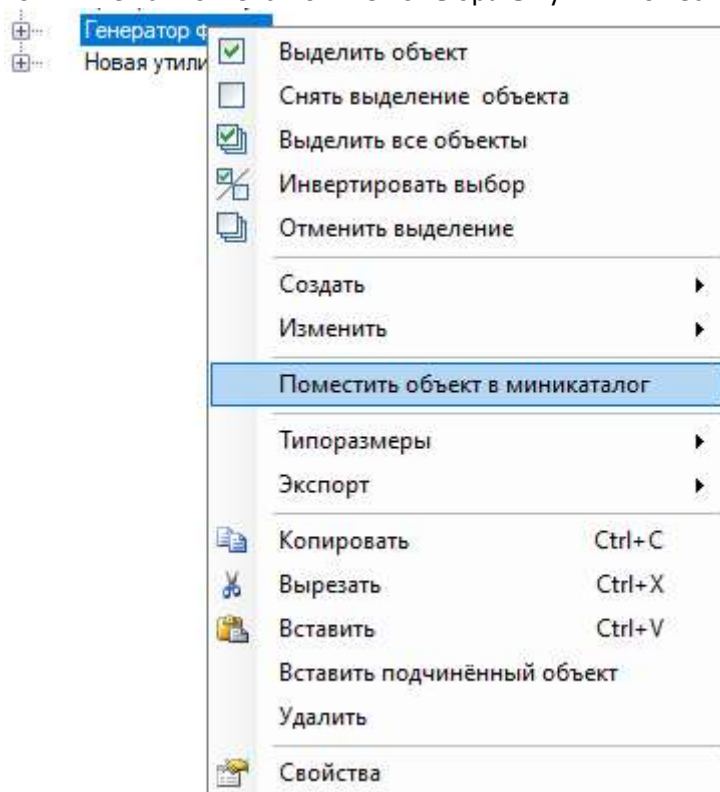 Генератор
Новая утили
Выделить объект
Снять выделение объекта
Выделить все объекты
Инвертировать выбор
Отменить выделение
Создать
Изменить
Поместить объект в миникаталог
Типоразмеры
Экспорт
Копировать Ctrl+C
Вырезать Ctrl+X
Вставить Ctrl+V
Вставить подчинённый объект
Удалить
Свойства